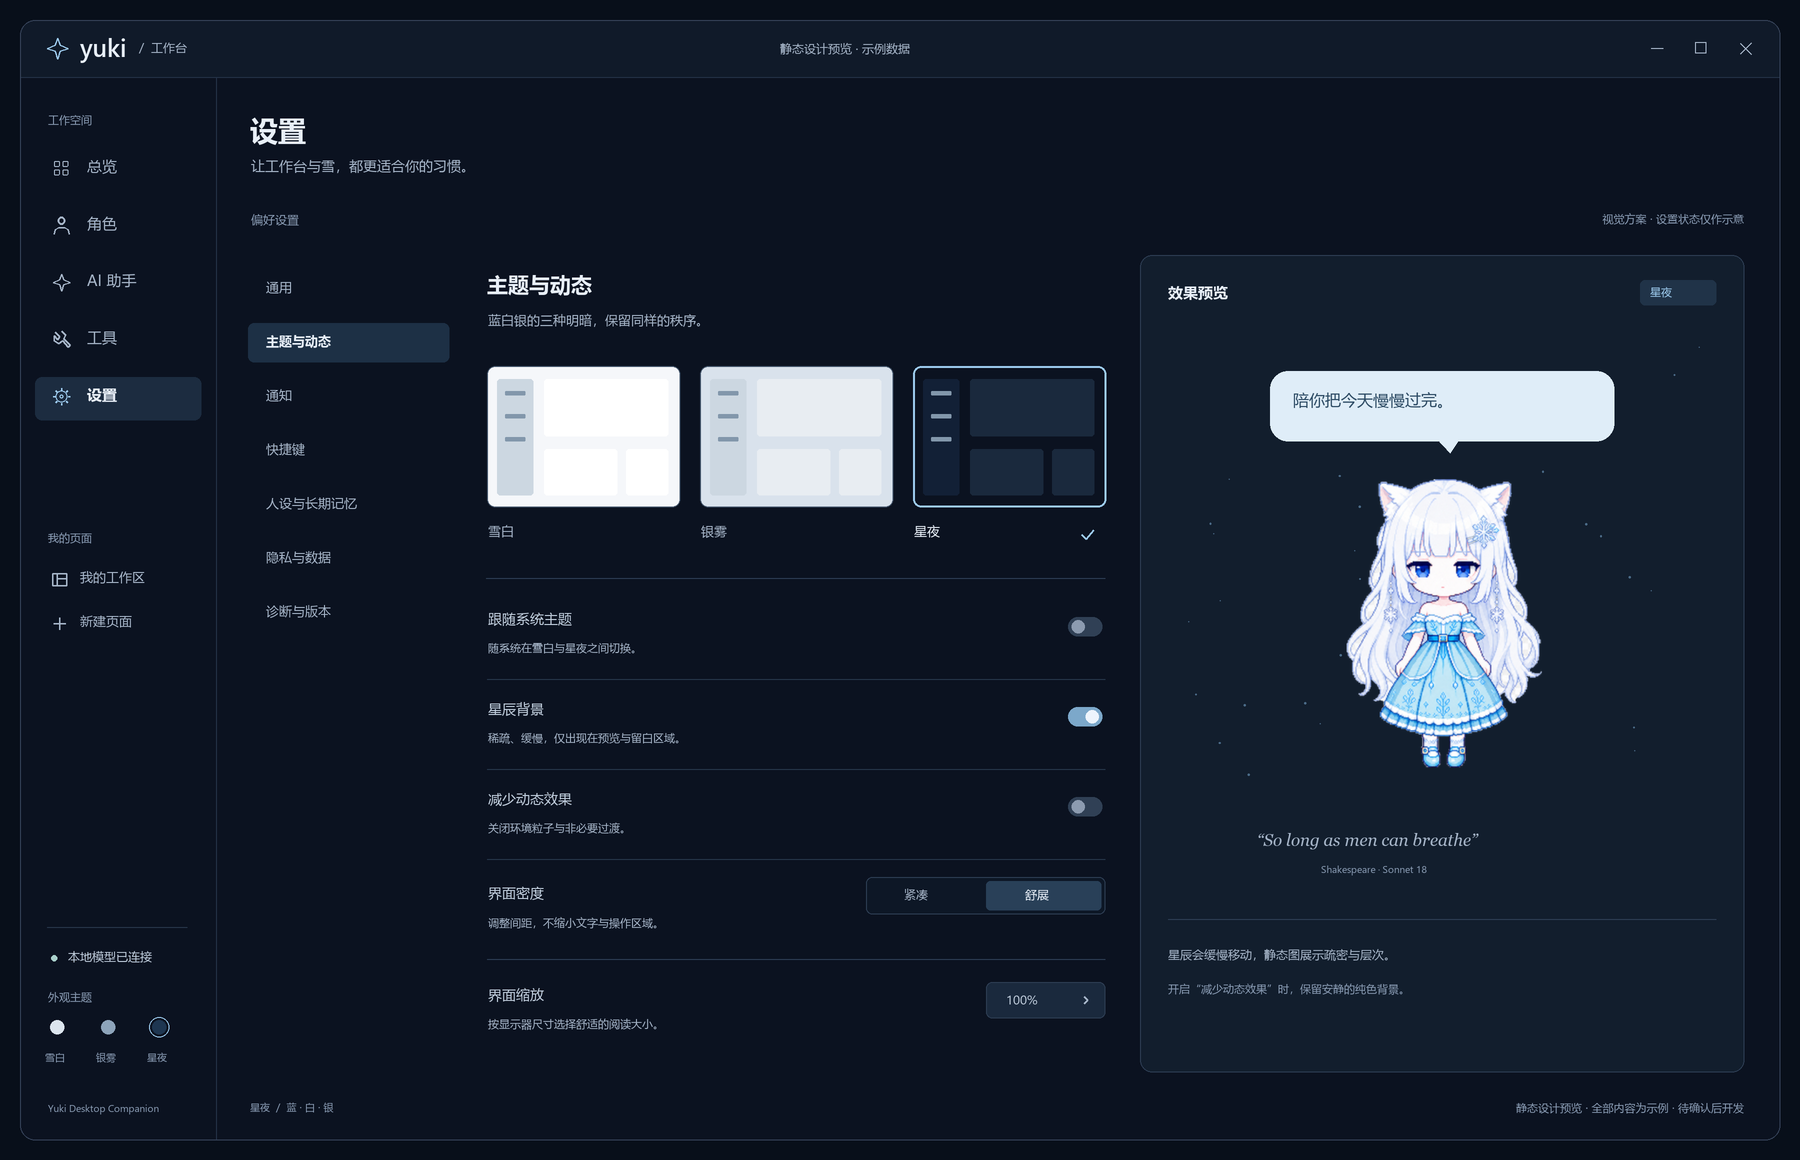 yuki / 工作台
静态设计预览 · 示例数据
工作空间
总览
角色
AI 助手
工具
设置
我的页面
我的工作区
新建页面
本地模型已连接
外观主题
雪白 银雾 星夜
Yuki Desktop Companion
设置
让工作台与雪，都更适合你的习惯。
偏好设置
视觉方案 · 设置状态仅作示意
通用
主题与动态
通知
快捷键
人设与长期记忆
隐私与数据
诊断与版本
主题与动态
蓝白银的三种明暗，保留同样的秩序。
雪白 银雾 星夜
跟随系统主题
随系统在雪白与星夜之间切换。
星辰背景
稀疏、缓慢，仅出现在预览与留白区域。
减少动态效果
关闭环境粒子与非必要过渡。
界面密度
调整间距，不缩小文字与操作区域。
紧凑 舒展
界面缩放
按显示器尺寸选择舒适的阅读大小。
100%
效果预览
星夜
陪你把今天慢慢过完。
“So long as men can breathe”
Shakespeare · Sonnet 18
星辰会缓慢移动，静态图展示疏密与层次。
开启“减少动态效果”时，保留安静的纯色背景。
星夜 / 蓝 · 白 · 银
静态设计预览 · 全部内容为示例 · 待确认后开发